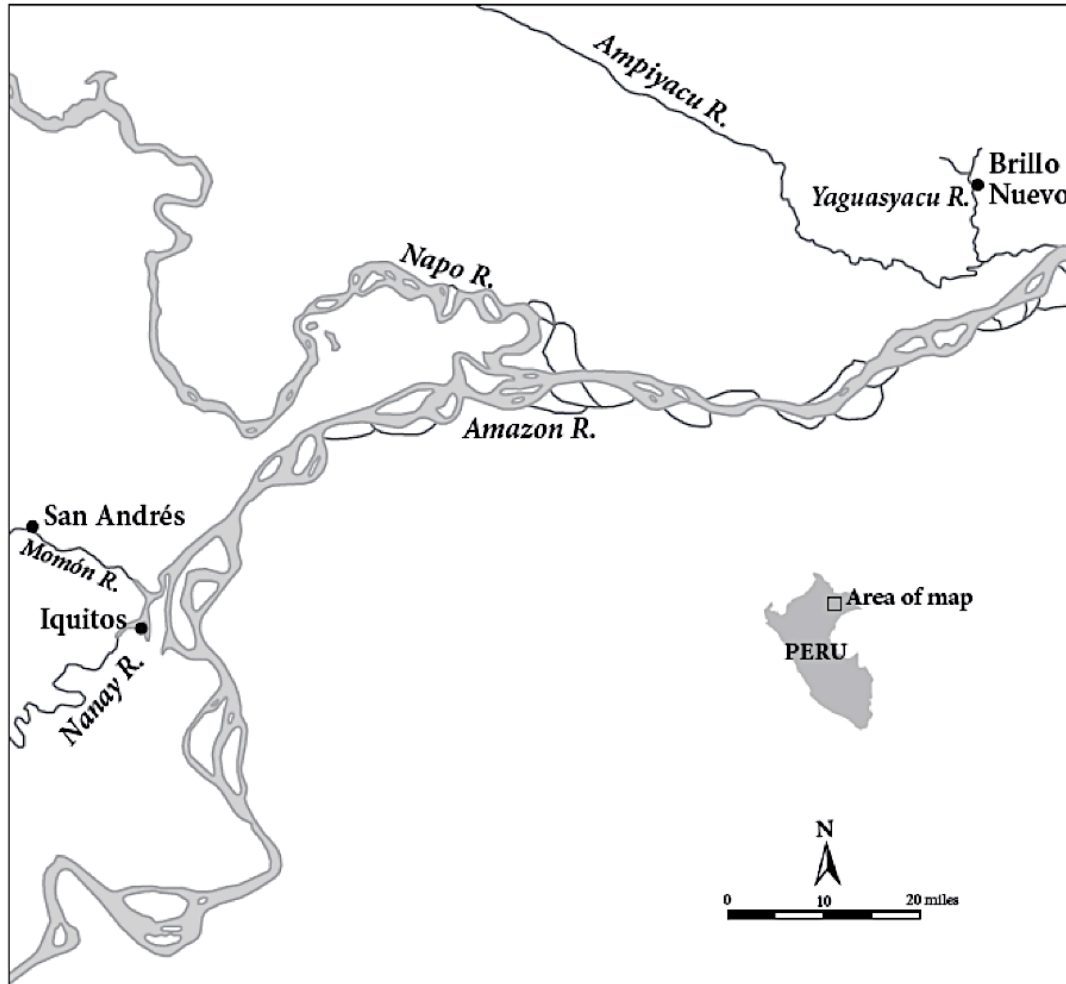 Ampiyacu R.
Brillo
Nuevo
Yaguasyacu R.
Napo R.
Amazon R.
San Andrés
Momón R.
Iquitos
Nanay R.
Area of map
PERU
N
0 10 20 miles